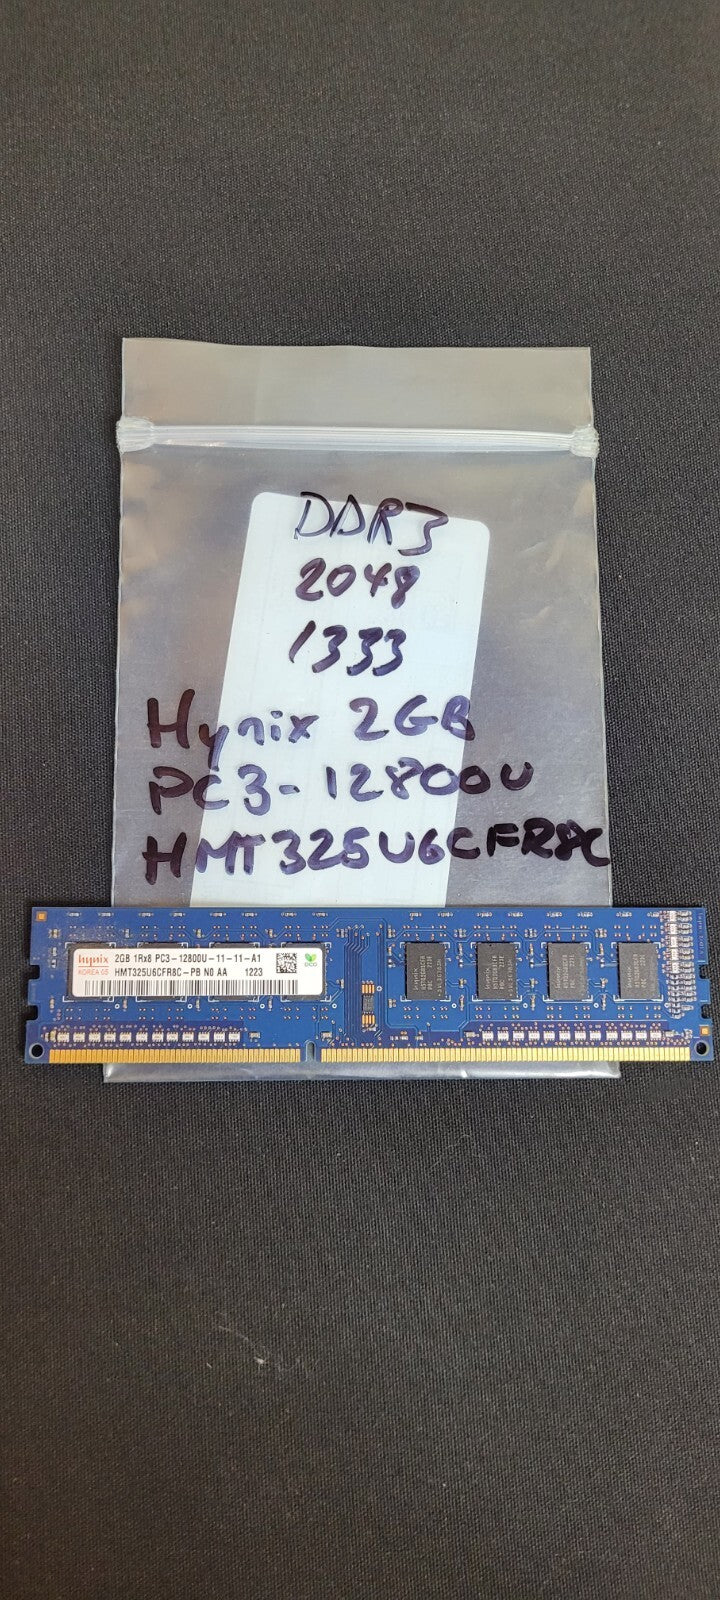 DDR3
2048
1333
Hynix 2GB
PC3-12800U
HMT325U6CFR8C
hynix
KOREA 05
2GB 1Rx8 PC3-12800U-11-11-A1
HMT325U6CFR8C-PB N0 AA 1223